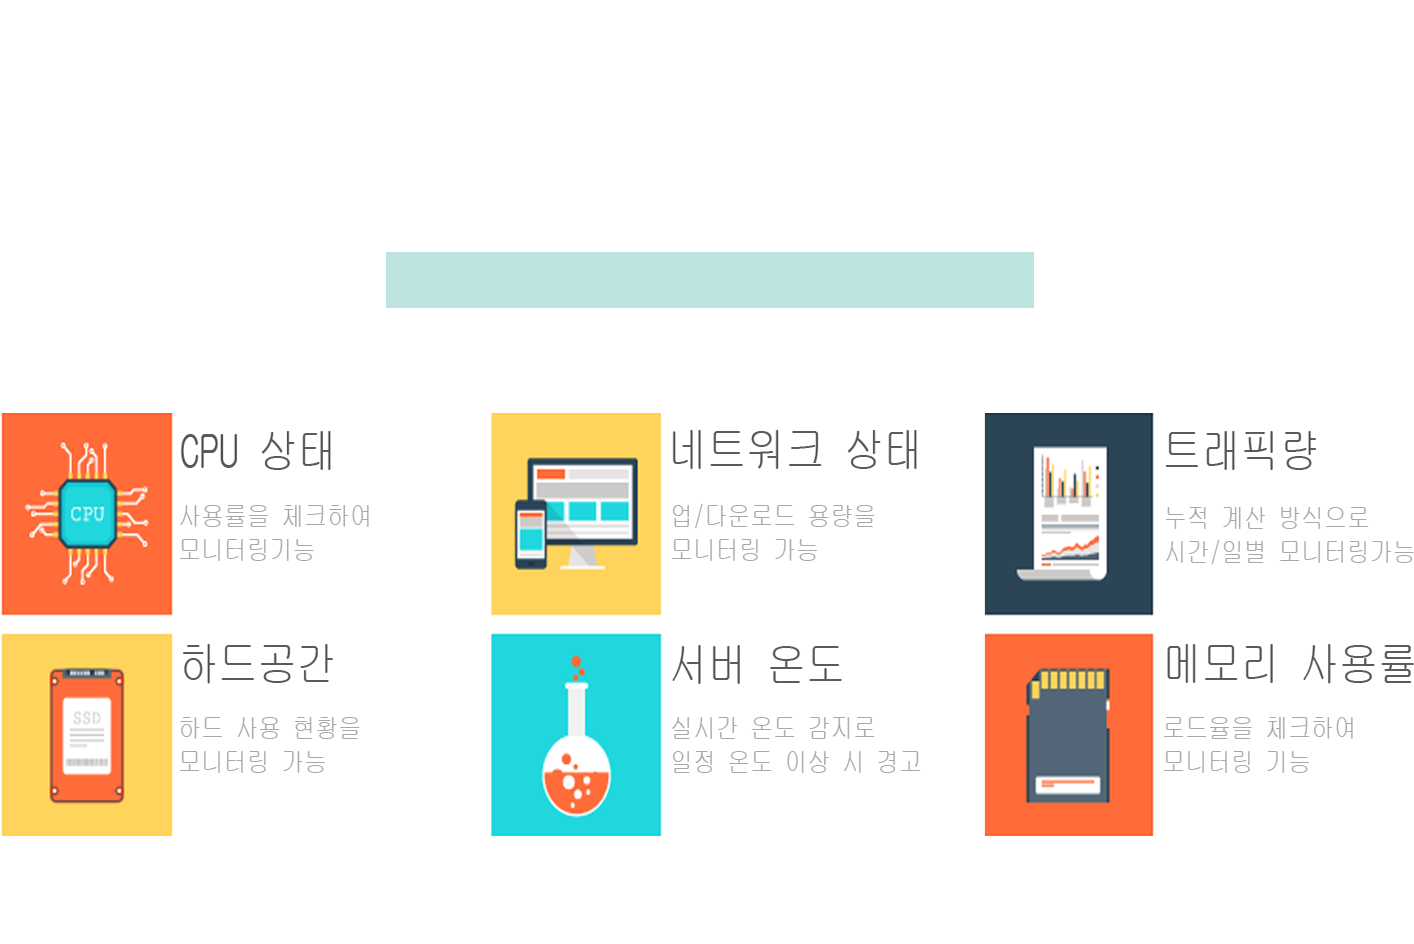 CPU 상태
사용률을 체크하여
모니터링기능
CPU
네트워크 상태
업/다운로드 용량을
모니터링 가능
트래픽량
누적 계산 방식으로
시간/일별 모니터링가능
하드공간
하드 사용 현황을
모니터링 가능
SSD
서버 온도
실시간 온도 감지로
일정 온도 이상 시 경고
메모리 사용률
로드율을 체크하여
모니터링 기능